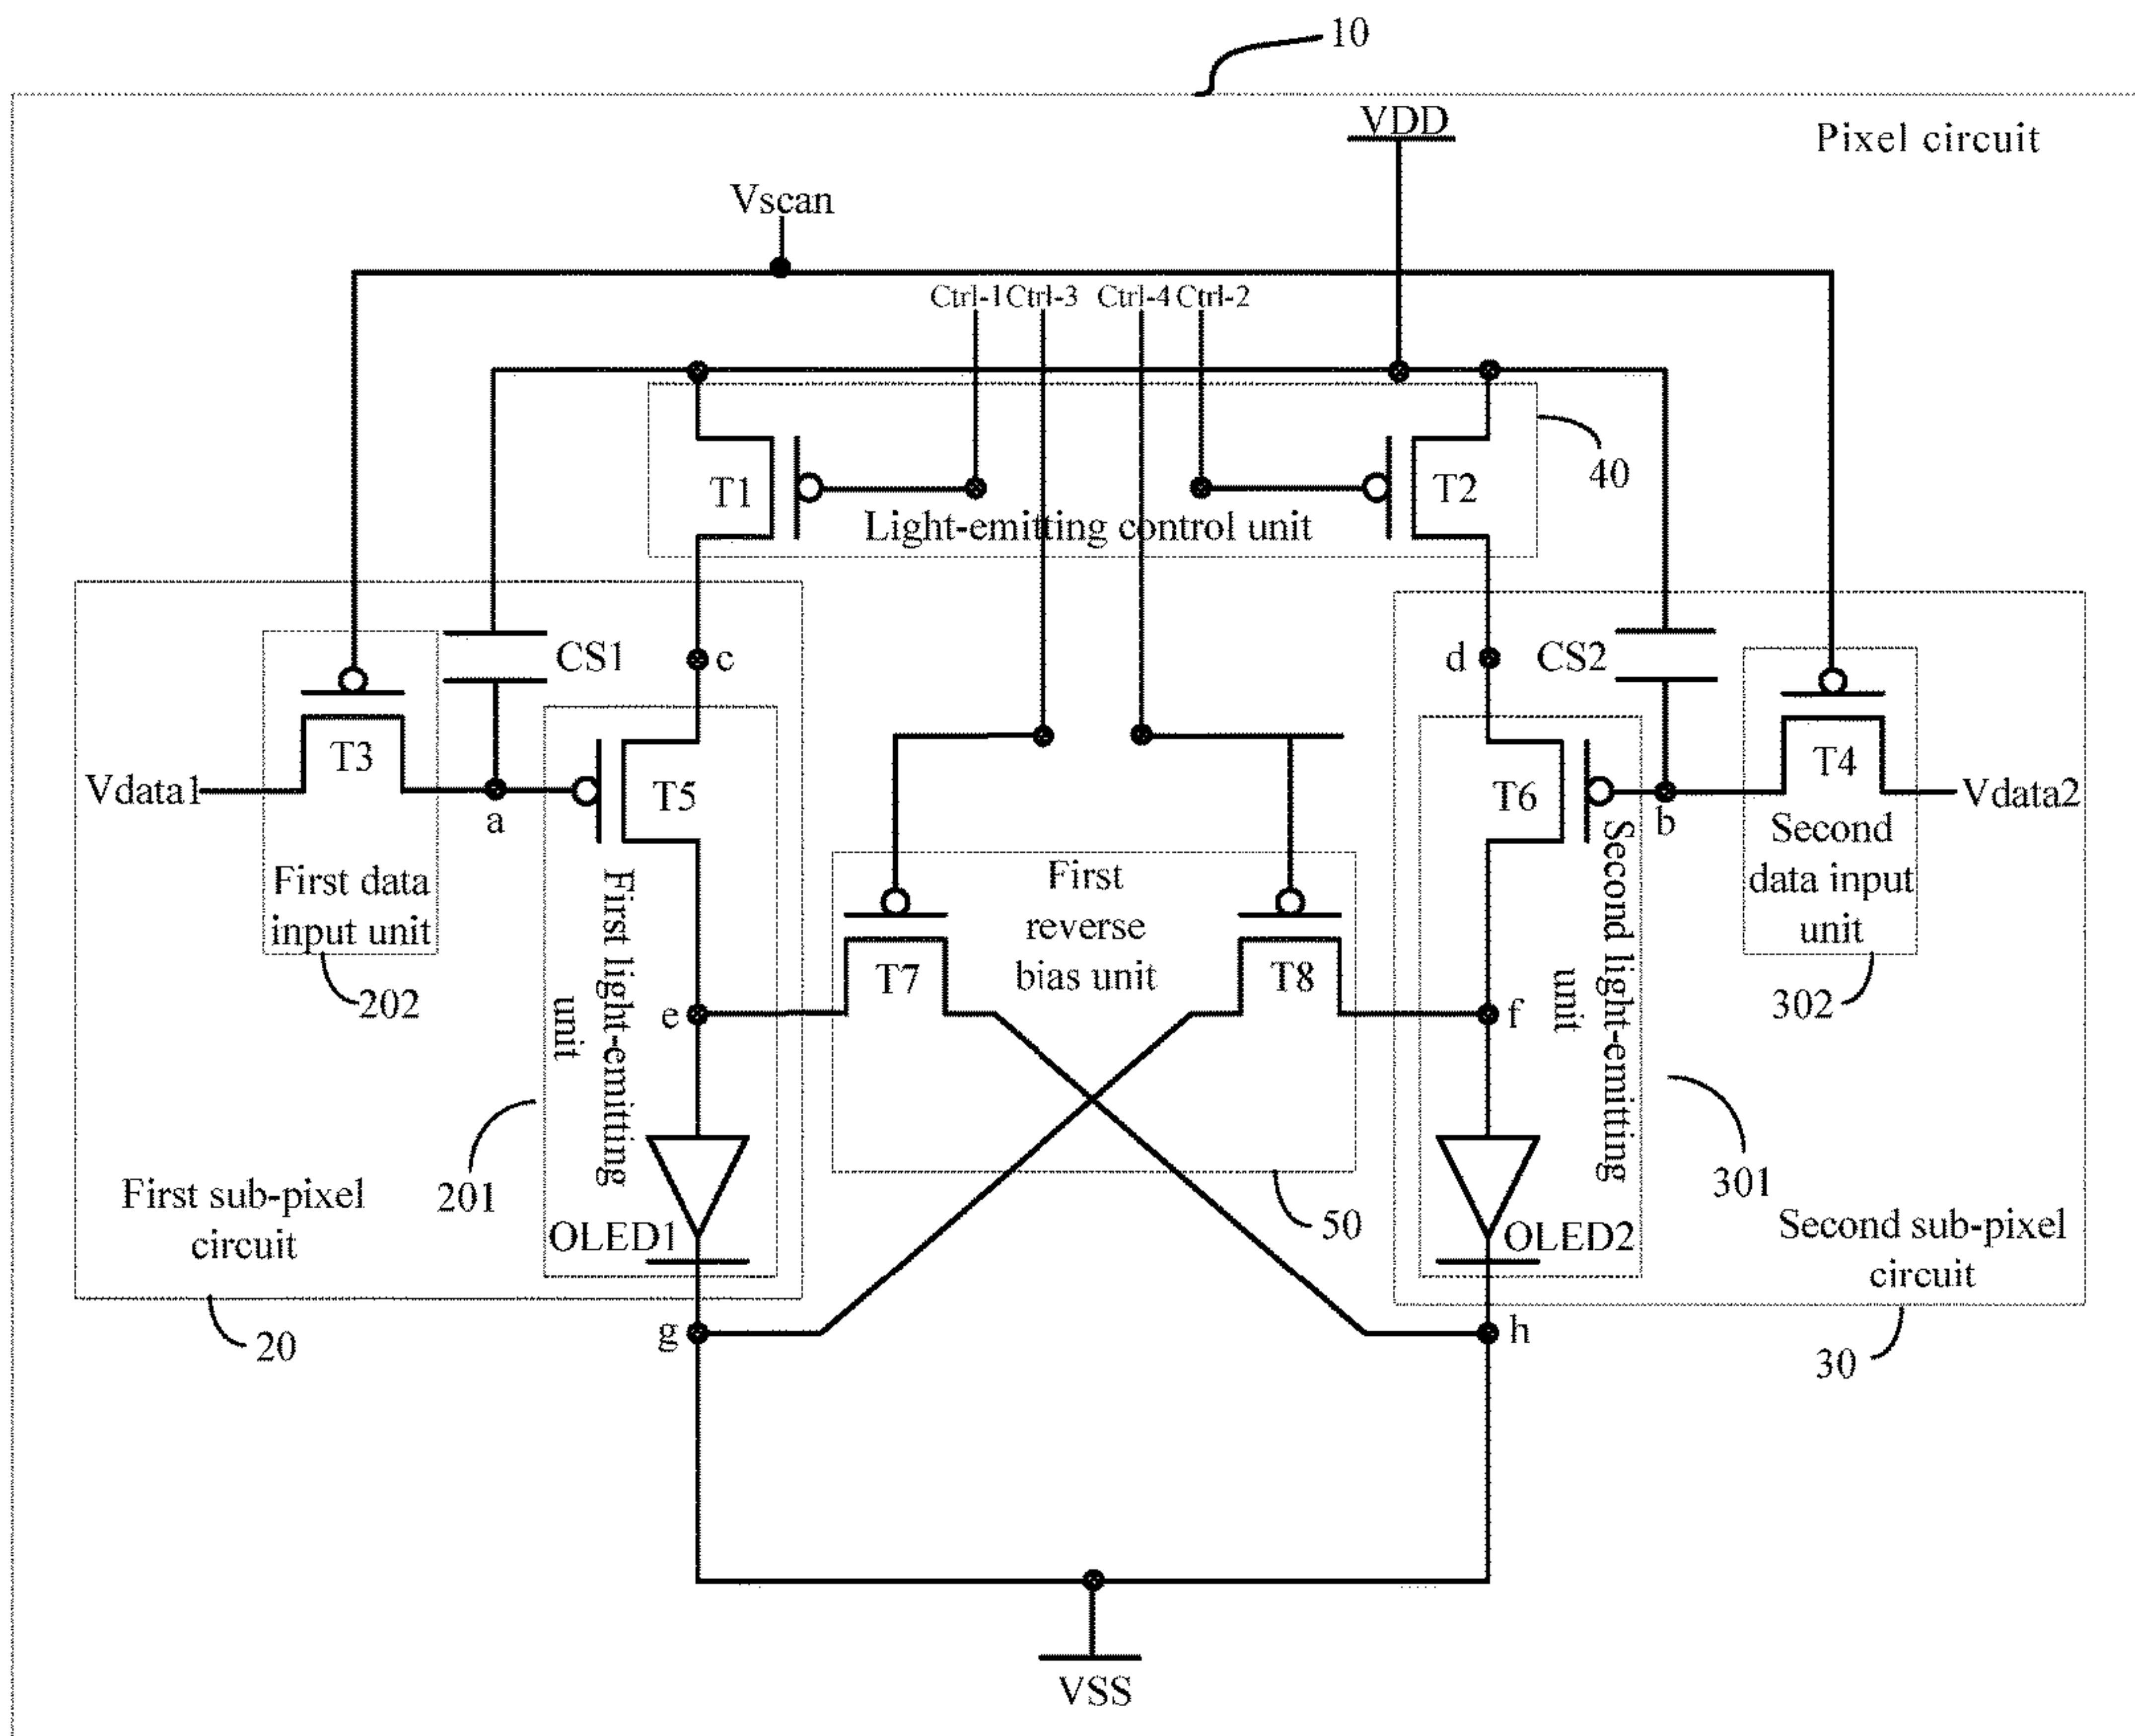 10
VDD
Pixel circuit
Vscan
Ctrl-1
Ctrl-3
Ctrl-4
Ctrl-2
T1
T2
40
Light-emitting control unit
CS1
c
d
CS2
T3
T5
T6
T4
Vdata1
a
b
Vdata2
First data
input unit
202
First light-emitting
unit
First
reverse
bias unit
T7
T8
Second light-emitting
unit
Second
data input
unit
302
e
f
201
301
First sub-pixel
circuit
OLED1
50
OLED2
Second sub-pixel
circuit
20
g
h
30
VSS